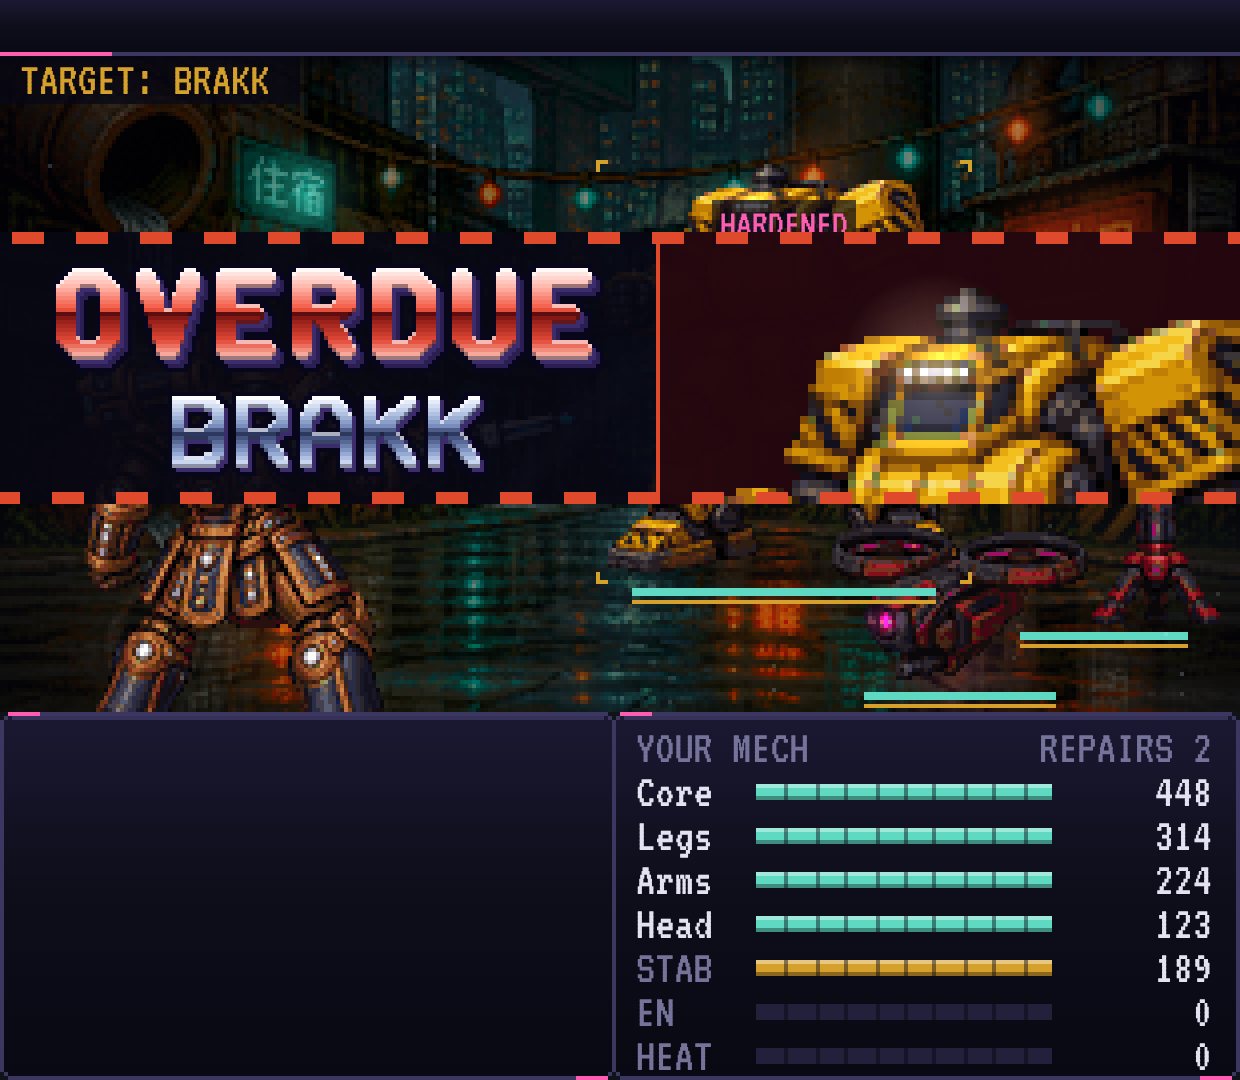 TARGET: BRAKK
住宿
HARDENED
OVERDUE
BRAKK
YOUR MECH REPAIRS 2
Core 448
Legs 314
Arms 224
Head 123
STAB 189
EN 0
HEAT 0